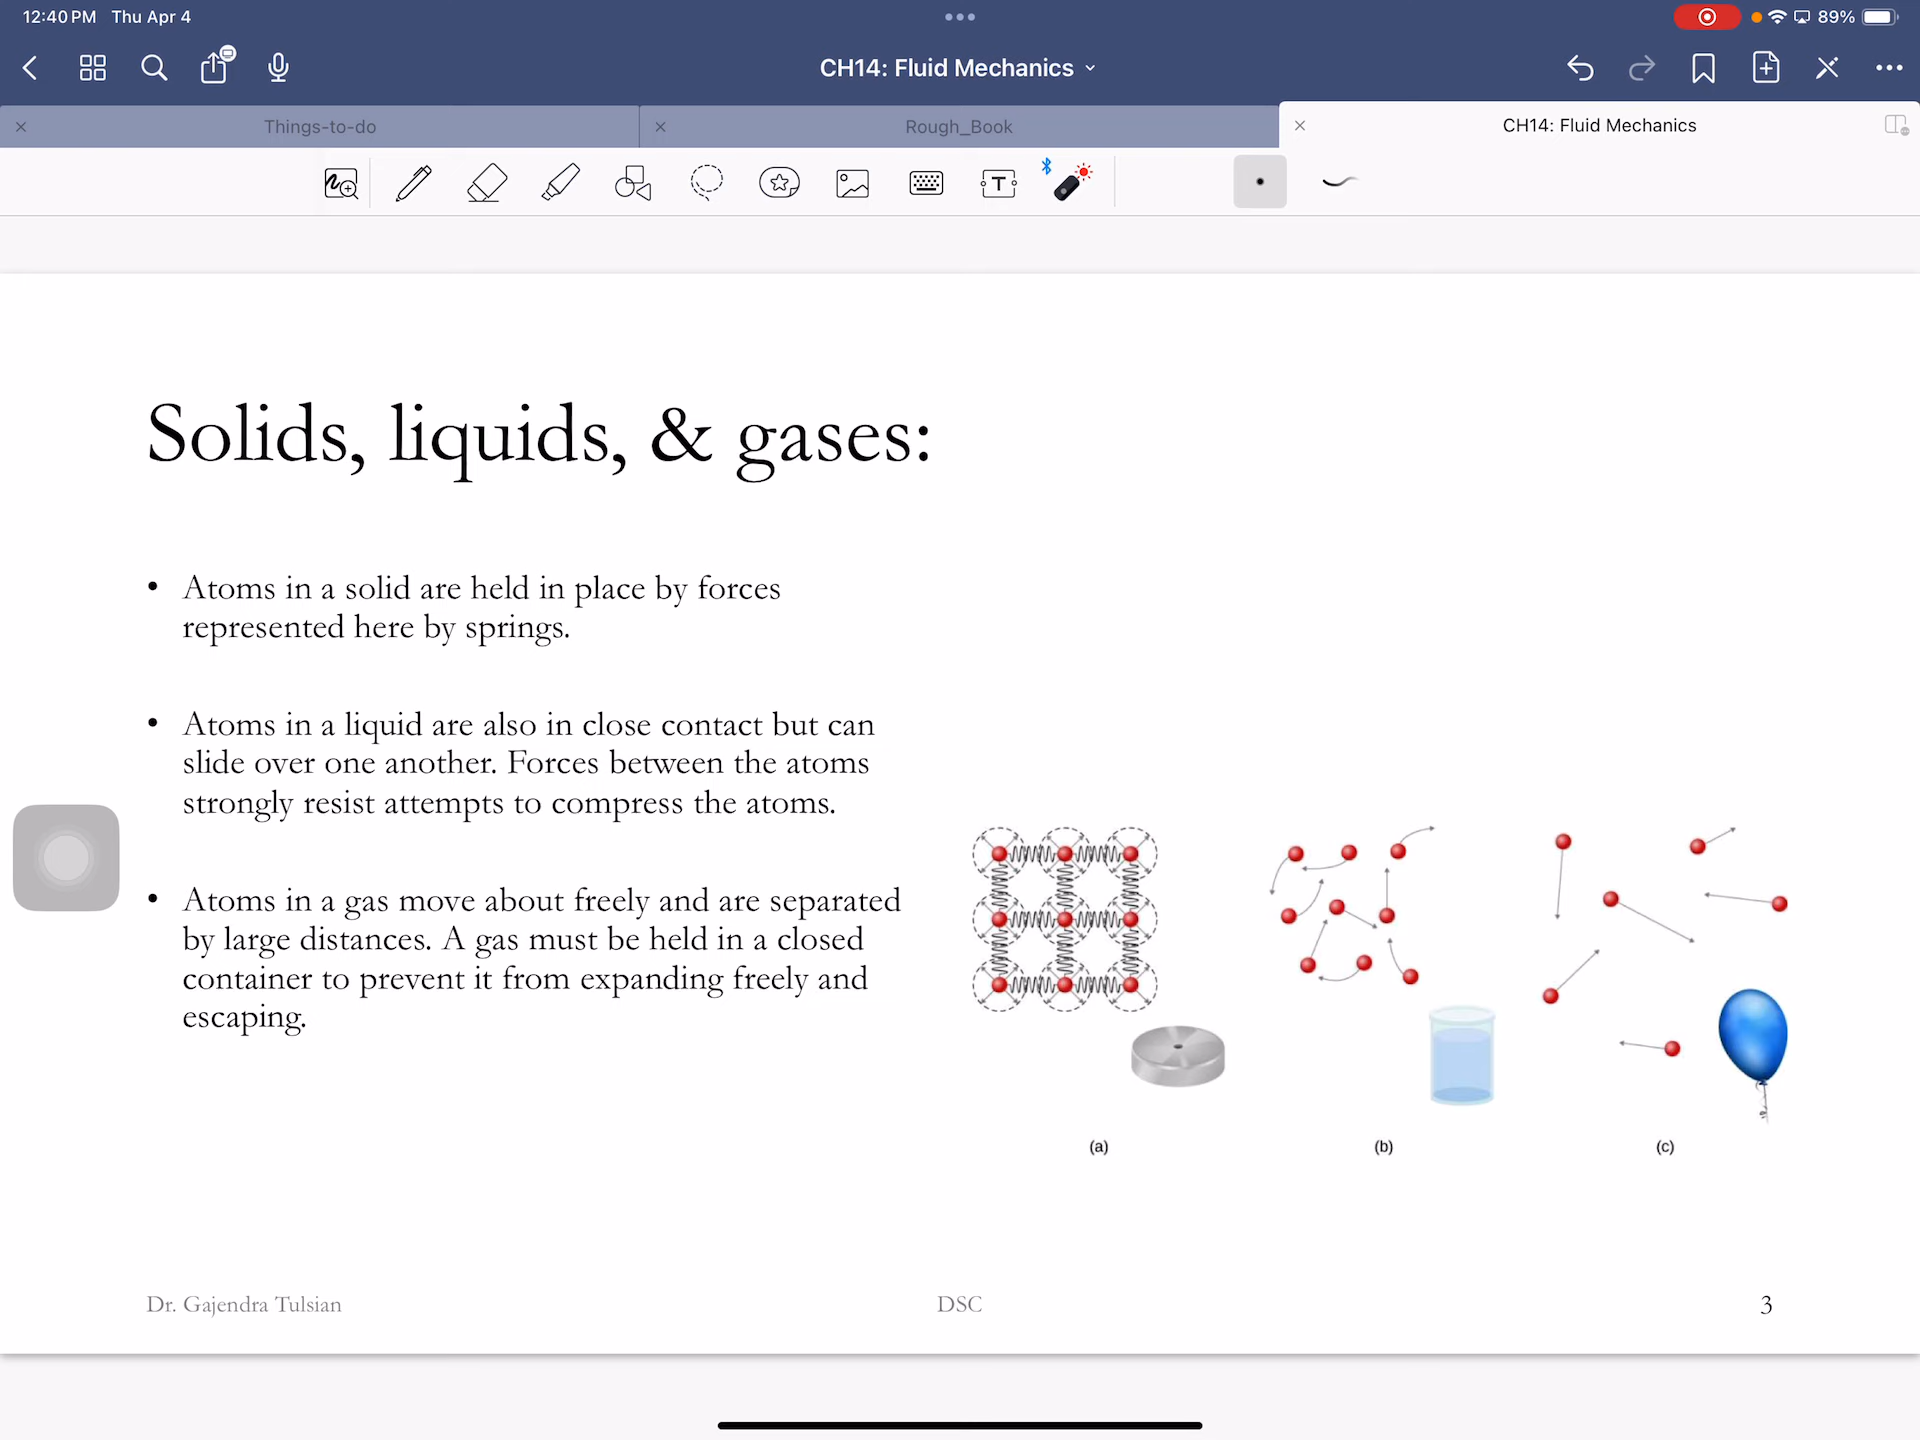 12:40 PM Thu Apr 4
89%
CH14: Fluid Mechanics
Things-to-do
Rough_Book
CH14: Fluid Mechanics
T
Solids, liquids, & gases:
• Atoms in a solid are held in place by forces
represented here by springs.
• Atoms in a liquid are also in close contact but can
slide over one another. Forces between the atoms
strongly resist attempts to compress the atoms.
• Atoms in a gas move about freely and are separated
by large distances. A gas must be held in a closed
container to prevent it from expanding freely and
escaping.
(a)
(b)
(c)
Dr. Gajendra Tulsian
DSC
3